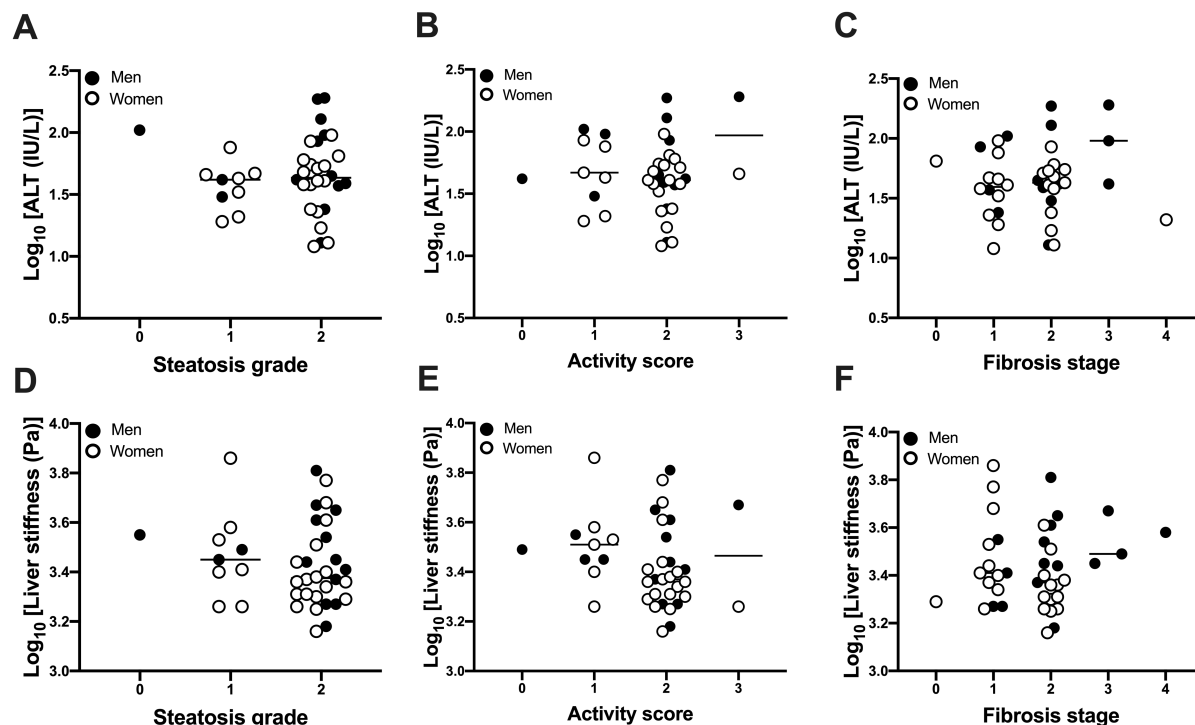 A
Log10 [ALT (IU/L)]
2.5
2.0
1.5
1.0
0.5
Men
Women
0
1
2
Steatosis grade
B
Log10 [ALT (IU/L)]
2.5
2.0
1.5
1.0
0.5
Men
Women
0
1
2
3
Activity score
C
Log10 [ALT (IU/L)]
2.5
2.0
1.5
1.0
0.5
Men
Women
0
1
2
3
4
Fibrosis stage
D
Log10 [Liver stiffness (Pa)]
4.0
3.8
3.6
3.4
3.2
3.0
Men
Women
0
1
2
Steatosis grade
E
Log10 [Liver stiffness (Pa)]
4.0
3.8
3.6
3.4
3.2
3.0
Men
Women
0
1
2
3
Activity score
F
Log10 [Liver stiffness (Pa)]
4.0
3.8
3.6
3.4
3.2
3.0
Men
Women
0
1
2
3
4
Fibrosis stage